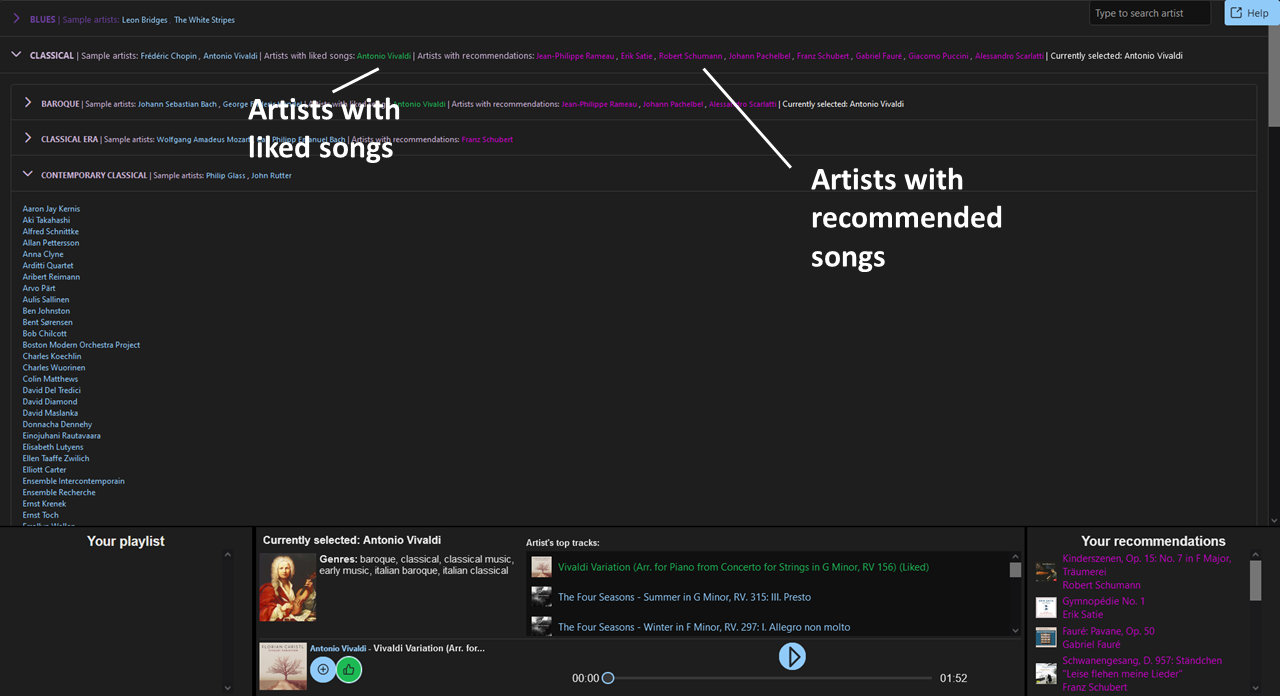 BLUES | Sample artists: Leon Bridges , The White Stripes
Type to search artist
Help
CLASSICAL | Sample artists: Frédéric Chopin , Antonio Vivaldi | Artists with liked songs: Antonio Vivaldi | Artists with recommendations: Jean-Philippe Rameau , Erik Satie , Robert Schumann , Johann Pachelbel , Franz Schubert , Gabriel Fauré , Giacomo Puccini , Alessandro Scarlatti | Currently selected: Antonio Vivaldi
BAROQUE | Sample artists: Johann Sebastian Bach , George Antonio Vivaldi | Artists with recommendations: Jean-Philippe Rameau , Johann Pachelbel , Alessandro Scarlatti | Currently selected: Antonio Vivaldi
Artists with
liked songs
CLASSICAL ERA | Sample artists: Wolfgang Amadeus Mozart Philipp Emanuel Bach | Artists with recommendations: Franz Schubert
Artists with
recommended
songs
CONTEMPORARY CLASSICAL | Sample artists: Philip Glass , John Rutter
Aaron Jay Kernis
Aki Takahashi
Alfred Schnittke
Allan Pettersson
Anna Clyne
Arditti Quartet
Aribert Reimann
Arvo Pärt
Aulis Sallinen
Ben Johnston
Bent Sørensen
Bob Chilcott
Boston Modern Orchestra Project
Charles Koechlin
Charles Wuorinen
Colin Matthews
David Del Tredici
David Diamond
David Maslanka
Donnacha Dennehy
Einojuhani Rautavaara
Elisabeth Lutyens
Ellen Taaffe Zwilich
Elliott Carter
Ensemble Intercontemporain
Ensemble Recherche
Ernst Krenek
Ernst Toch
Your playlist
Currently selected: Antonio Vivaldi
Genres: baroque, classical, classical music,
early music, italian baroque, italian classical
Artist's top tracks:
Vivaldi Variation (Arr. for Piano from Concerto for Strings in G Minor, RV 156) (Liked)
The Four Seasons - Summer in G Minor, RV. 315: III. Presto
The Four Seasons - Winter in F Minor, RV. 297: I. Allegro non molto
Antonio Vivaldi - Vivaldi Variation (Arr. for...
00:00
01:52
Your recommendations
Kinderszenen, Op. 15: No. 7 in F Major,
Träumerei
Robert Schumann
Gymnopédie No. 1
Erik Satie
Fauré: Pavane, Op. 50
Gabriel Fauré
Schwanengesang, D. 957: Ständchen
"Leise flehen meine Lieder"
Franz Schubert